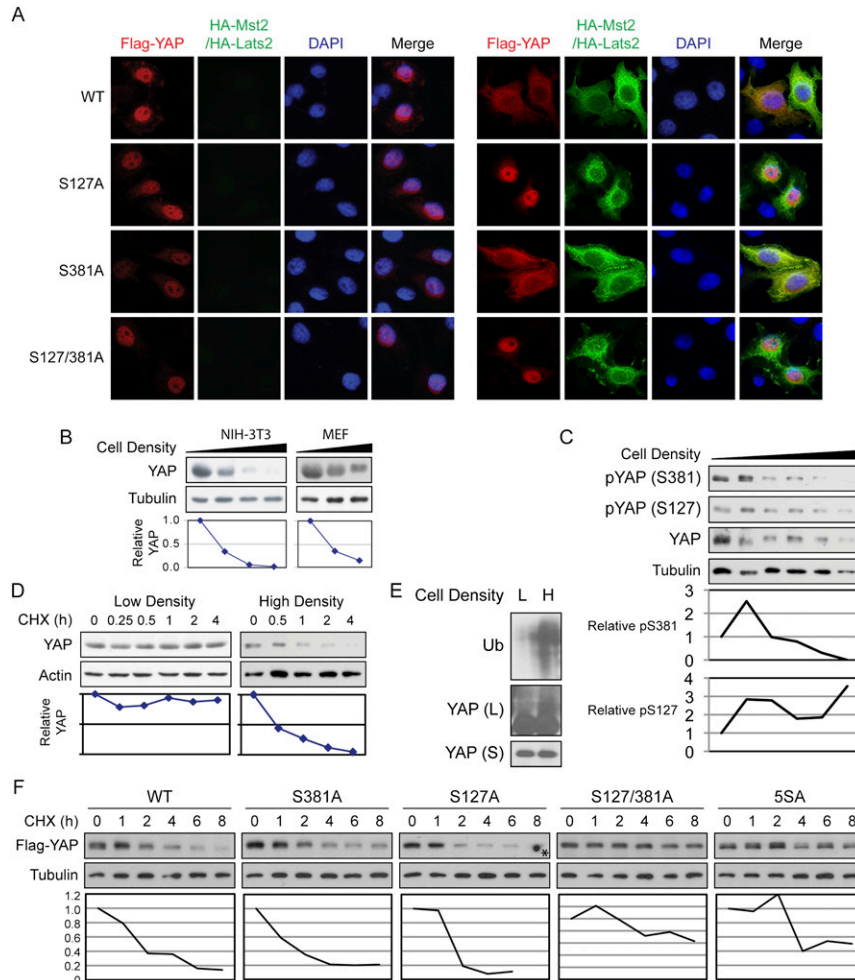 A
Flag-YAP
HA-Mst2
/HA-Lats2
DAPI
Merge
Flag-YAP
HA-Mst2
/HA-Lats2
DAPI
Merge
WT
S127A
S381A
S127/381A
B
NIH-3T3
MEF
Cell Density
YAP
Tubulin
Relative
YAP
1.0
0.5
0.0
C
Cell Density
pYAP (S381)
pYAP (S127)
YAP
Tubulin
Relative pS381
3
2
1
0
Relative pS127
4
3
2
1
0
D
Low Density
High Density
CHX (h)
0 0.25 0.5 1 2 4
0 0.5 1 2 4
YAP
Actin
Relative
YAP
E
Cell Density
L H
Ub
YAP (L)
YAP (S)
F
WT
S381A
S127A
S127/381A
5SA
CHX (h)
0 1 2 4 6 8
0 1 2 4 6 8
0 1 2 4 6 8
0 1 2 4 6 8
0 1 2 4 6 8
Flag-YAP
*
Tubulin
1.2
1.0
0.8
0.6
0.4
0.2
0